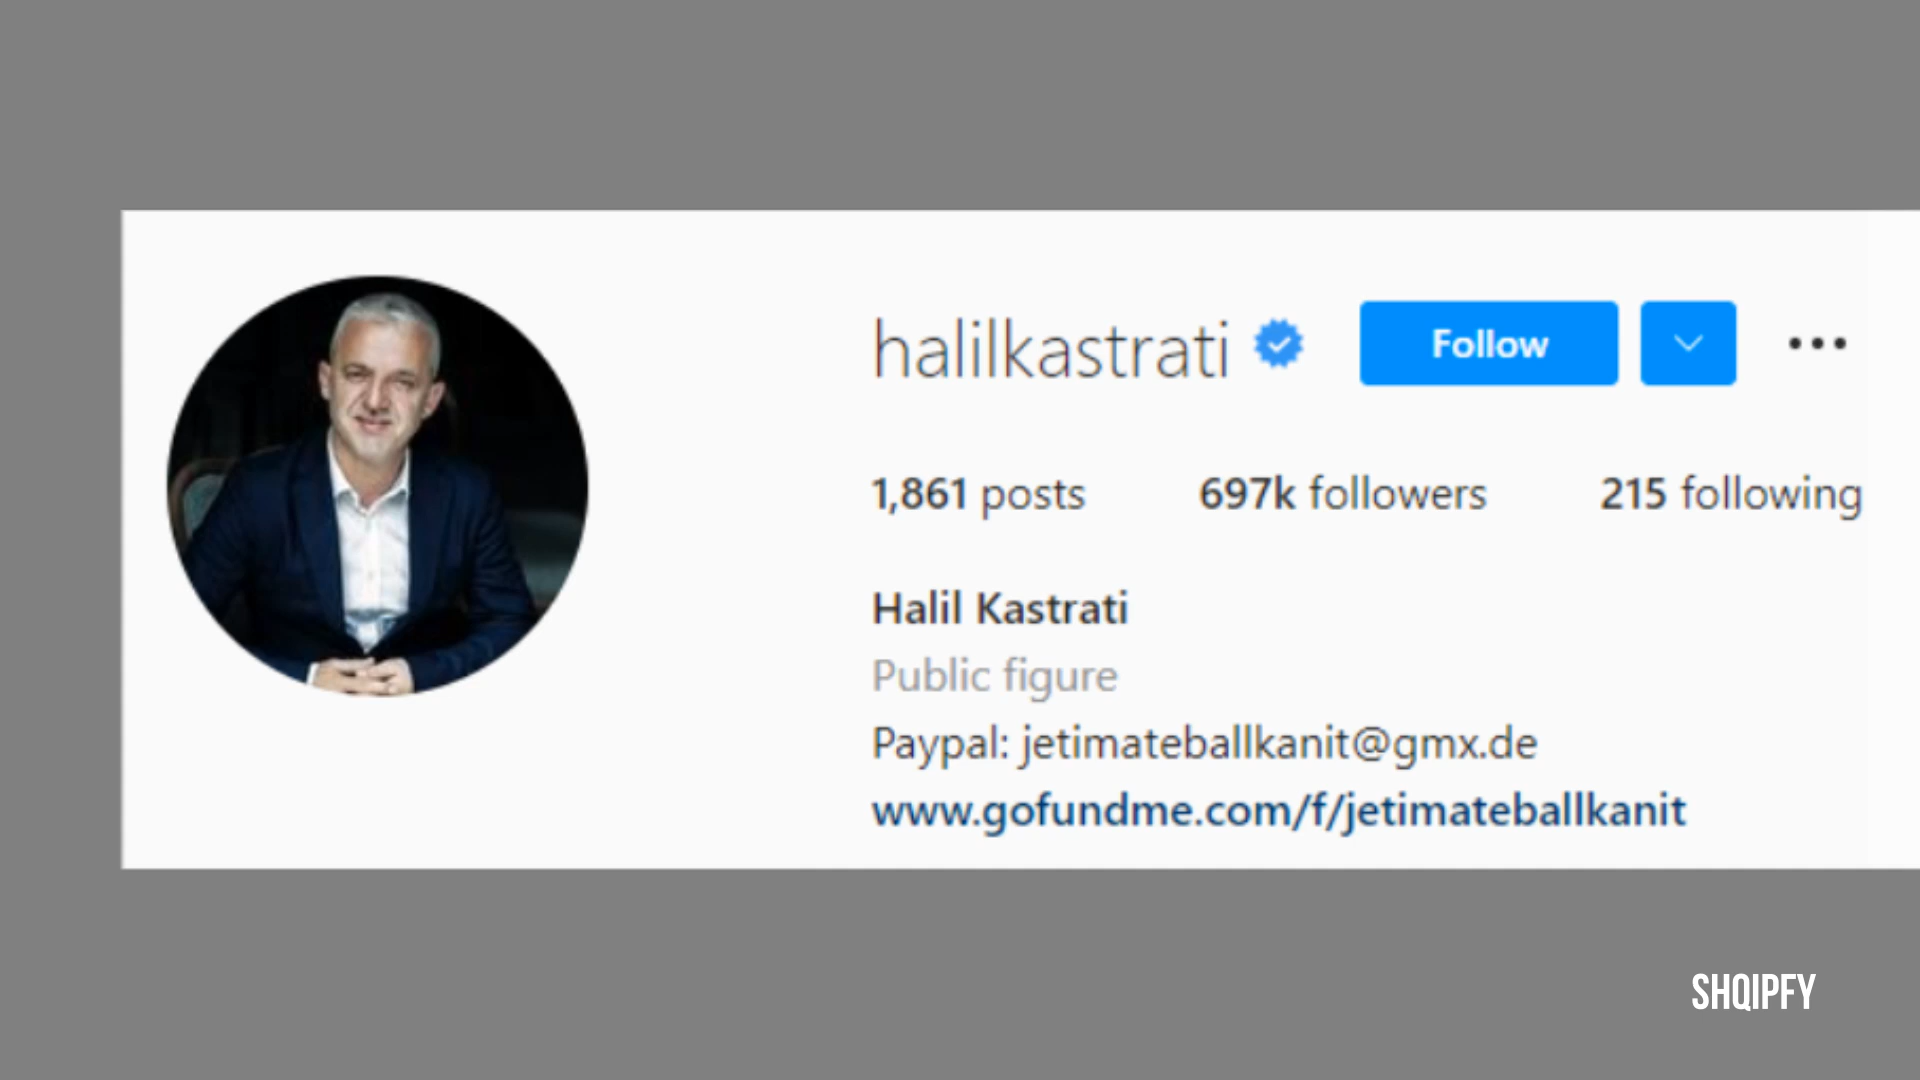 halilkastrati Follow
1,861 posts 697k followers 215 following
Halil Kastrati
Public figure
Paypal: jetimateballkanit@gmx.de
www.gofundme.com/f/jetimateballkanit
SHQIPFY